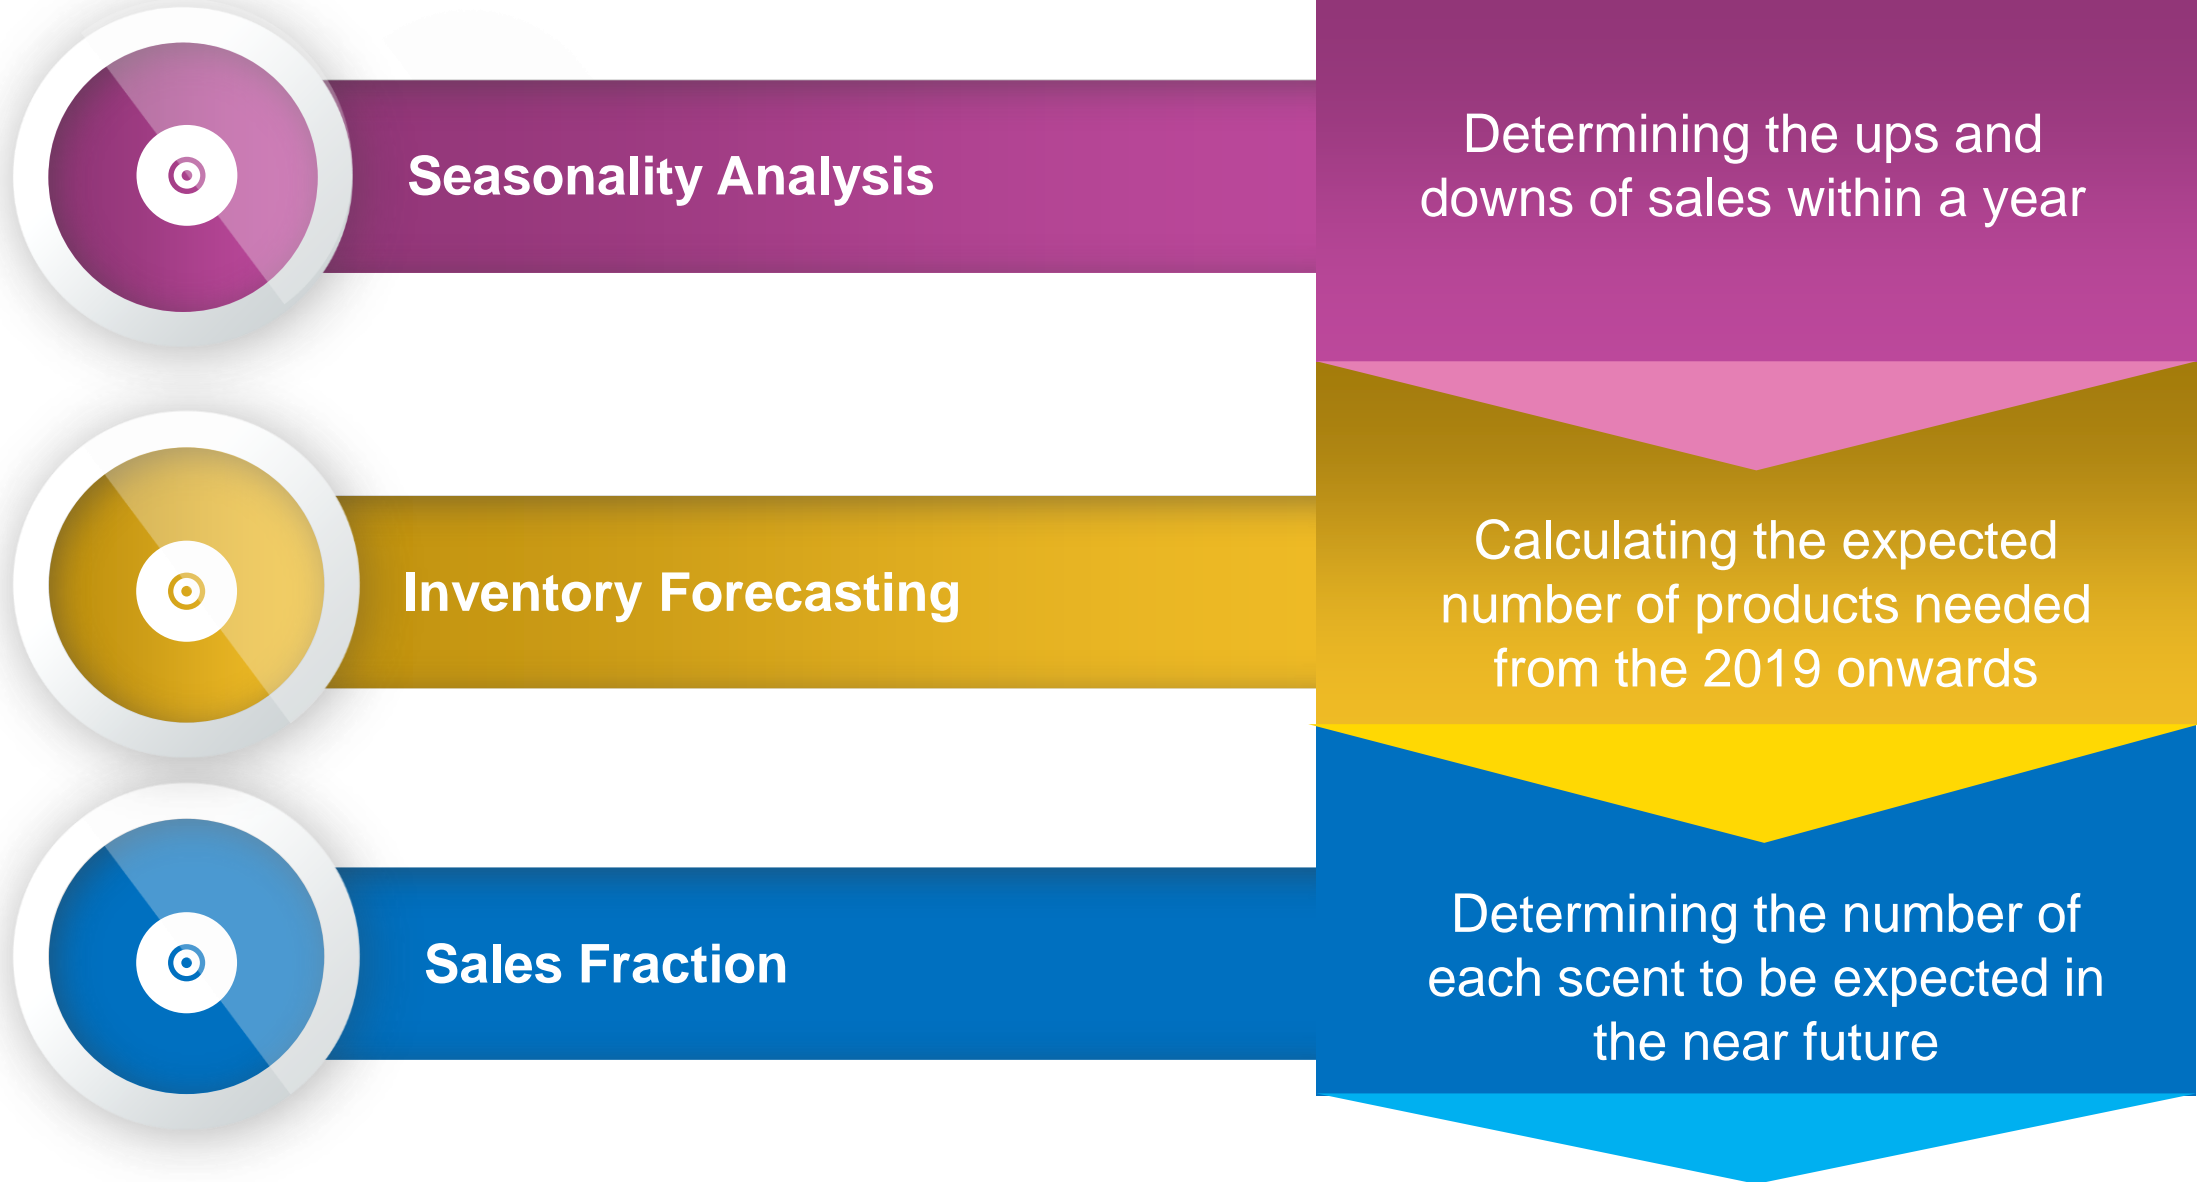 Seasonality Analysis
Determining the ups and
downs of sales within a year
Inventory Forecasting
Calculating the expected
number of products needed
from the 2019 onwards
Sales Fraction
Determining the number of
each scent to be expected in
the near future